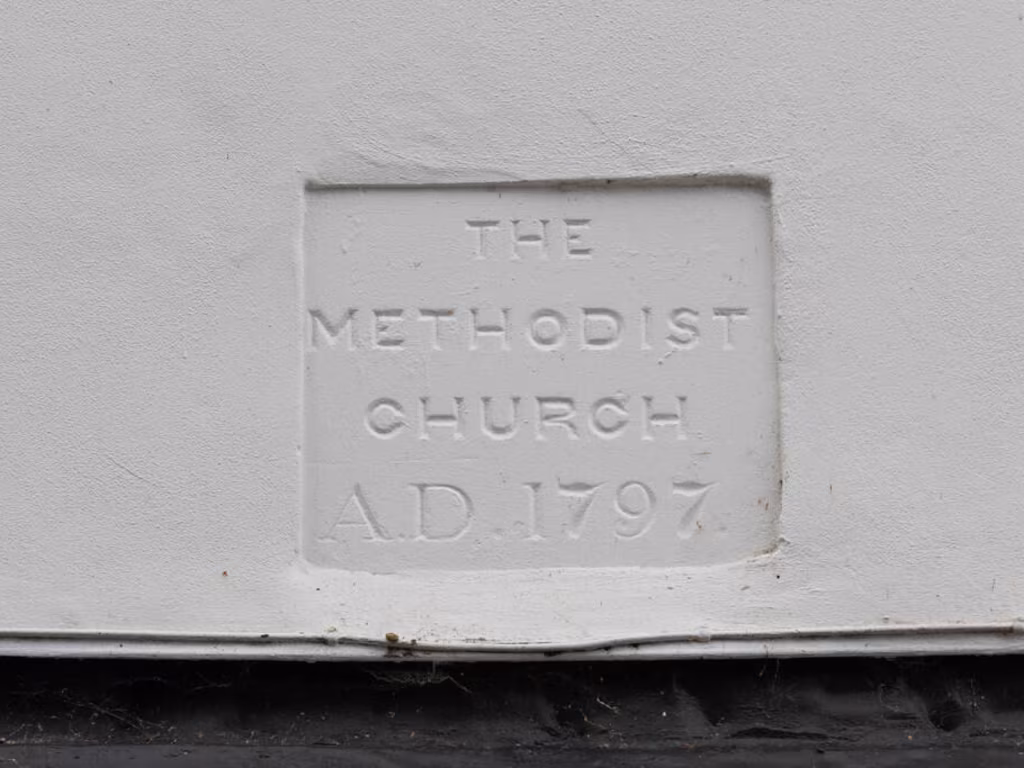 THE
METHODIST
CHURCH
A.D. 1797.